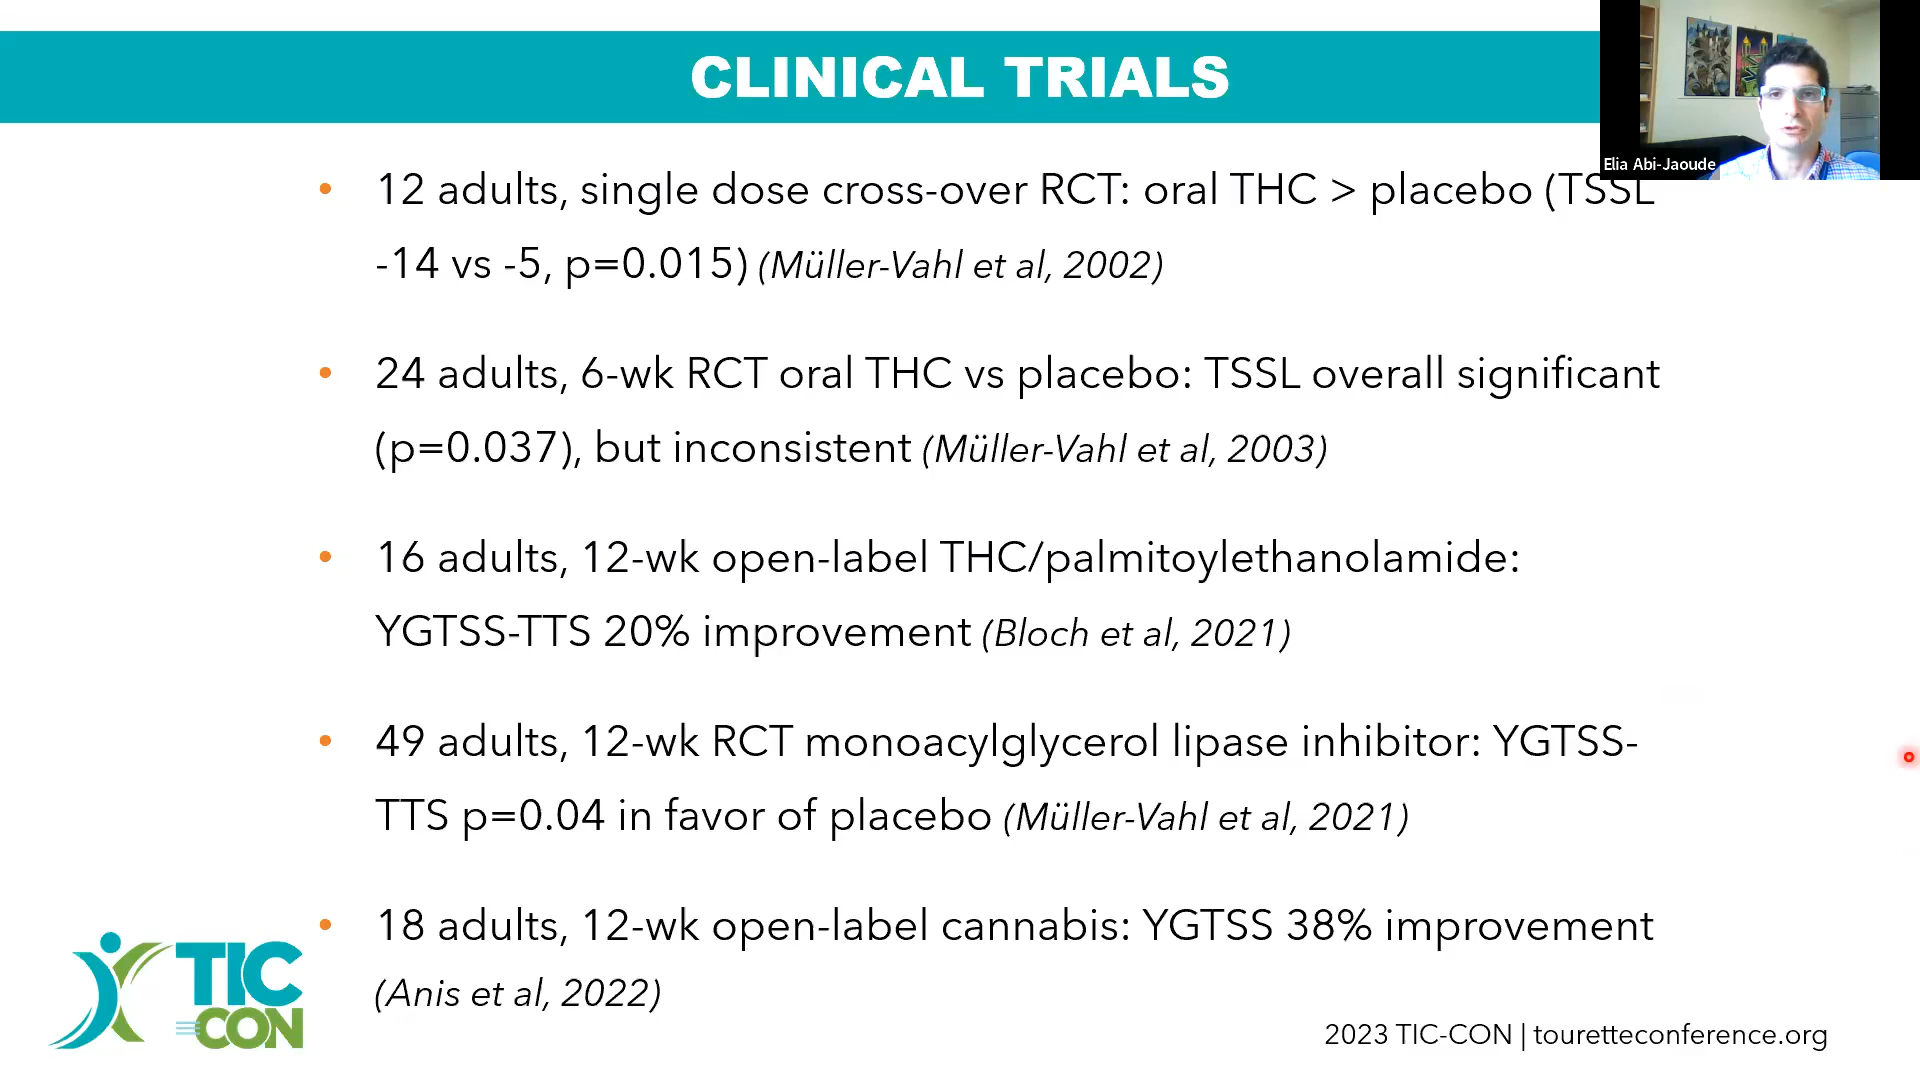 CLINICAL TRIALS
Elia Abi-Jaoude
• 12 adults, single dose cross-over RCT: oral THC > placebo (TSSL
-14 vs -5, p=0.015) (Müller-Vahl et al, 2002)
• 24 adults, 6-wk RCT oral THC vs placebo: TSSL overall significant
(p=0.037), but inconsistent (Müller-Vahl et al, 2003)
• 16 adults, 12-wk open-label THC/palmitoylethanolamide:
YGTSS-TTS 20% improvement (Bloch et al, 2021)
• 49 adults, 12-wk RCT monoacylglycerol lipase inhibitor: YGTSS-
TTS p=0.04 in favor of placebo (Müller-Vahl et al, 2021)
• 18 adults, 12-wk open-label cannabis: YGTSS 38% improvement
(Anis et al, 2022)
TIC
CON
2023 TIC-CON | touretteconference.org